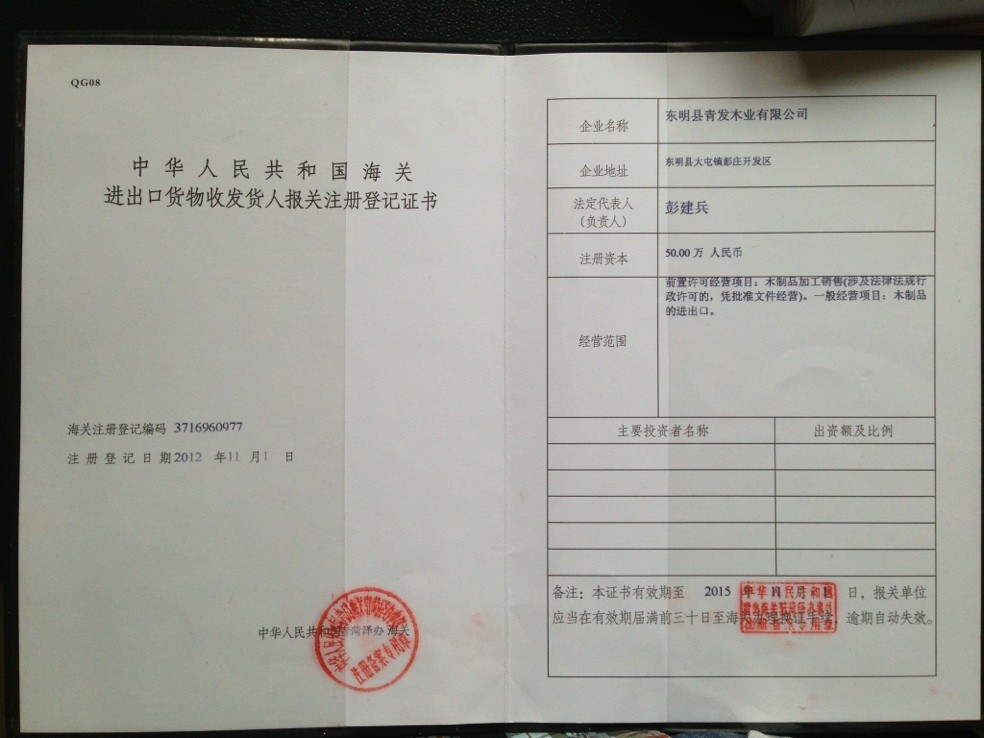 QG08
中华人民共和国海关
进出口货物收发货人报关注册登记证书
海关注册登记编码 3716960977
注册登记日期2012 年11 月1 日
中华人民共和国 菏泽办 海关
注册备案专用章
企业名称 东明县青发木业有限公司
企业地址 东明县大屯镇彭庄开发区
法定代表人
(负责人) 彭建兵
注册资本 50.00 万 人民币
经营范围 前置许可经营项目：木制品加工销售(涉及法律法规行
政许可的，凭批准文件经营)。一般经营项目：木制品
的进出口。
主要投资者名称 出资额及比例
备注：本证书有效期至 2015 年 11 月 1 日，报关单位
应当在有效期届满前三十日至海关办理换证手续，逾期自动失效。